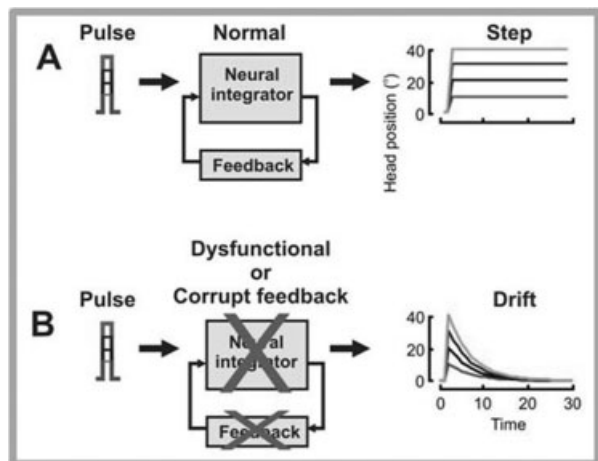 Pulse
Normal
Step
A
Neural
integrator
Feedback
Head position (°)
40
20
0
Dysfunctional
or
Corrupt feedback
Pulse
Drift
B
Neural
integrator
Feedback
40
20
0
0
10
20
30
Time